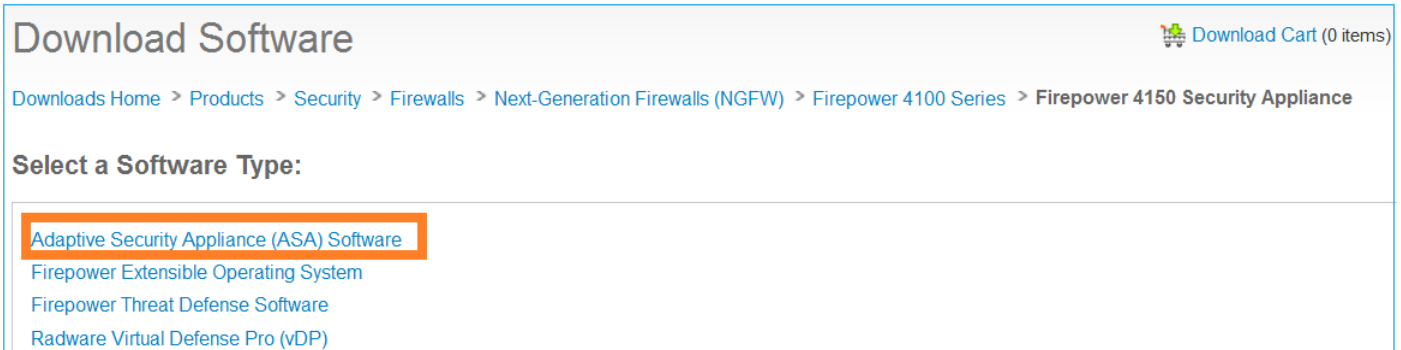 Download Software
Download Cart (0 items)
Downloads Home > Products > Security > Firewalls > Next-Generation Firewalls (NGFW) > Firepower 4100 Series > Firepower 4150 Security Appliance
Select a Software Type:
Adaptive Security Appliance (ASA) Software
Firepower Extensible Operating System
Firepower Threat Defense Software
Radware Virtual Defense Pro (vDP)